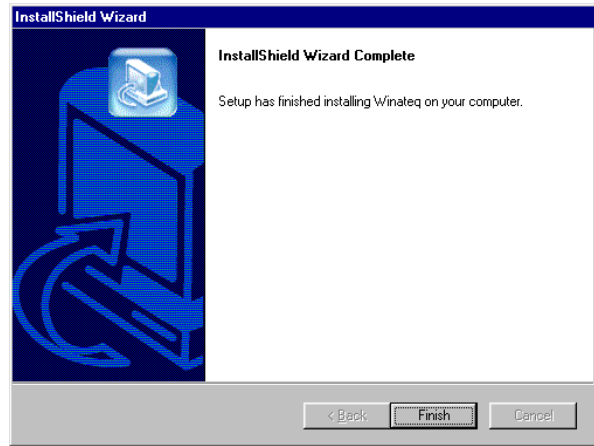 InstallShield Wizard
InstallShield Wizard Complete
Setup has finished installing Winateq on your computer.
< Back
Finish
Cancel